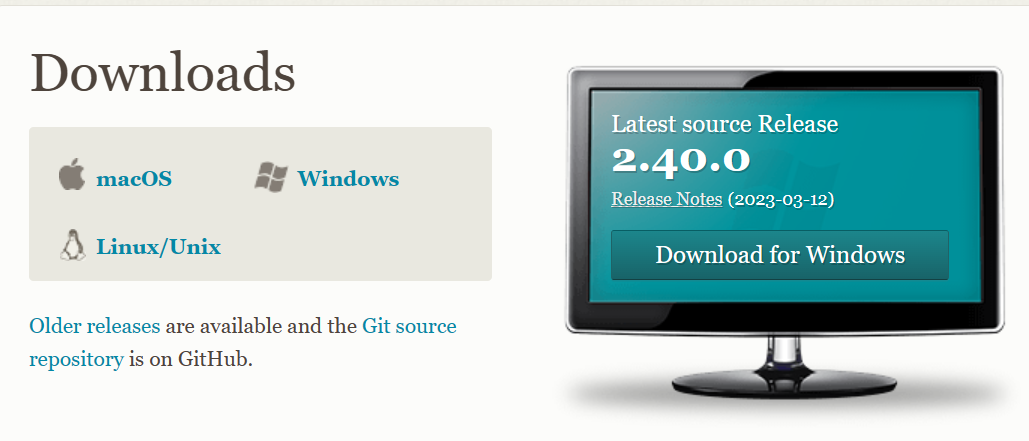 Downloads
macOS
Windows
Linux/Unix
Older releases are available and the Git source
repository is on GitHub.
Latest source Release
2.40.0
Release Notes (2023-03-12)
Download for Windows